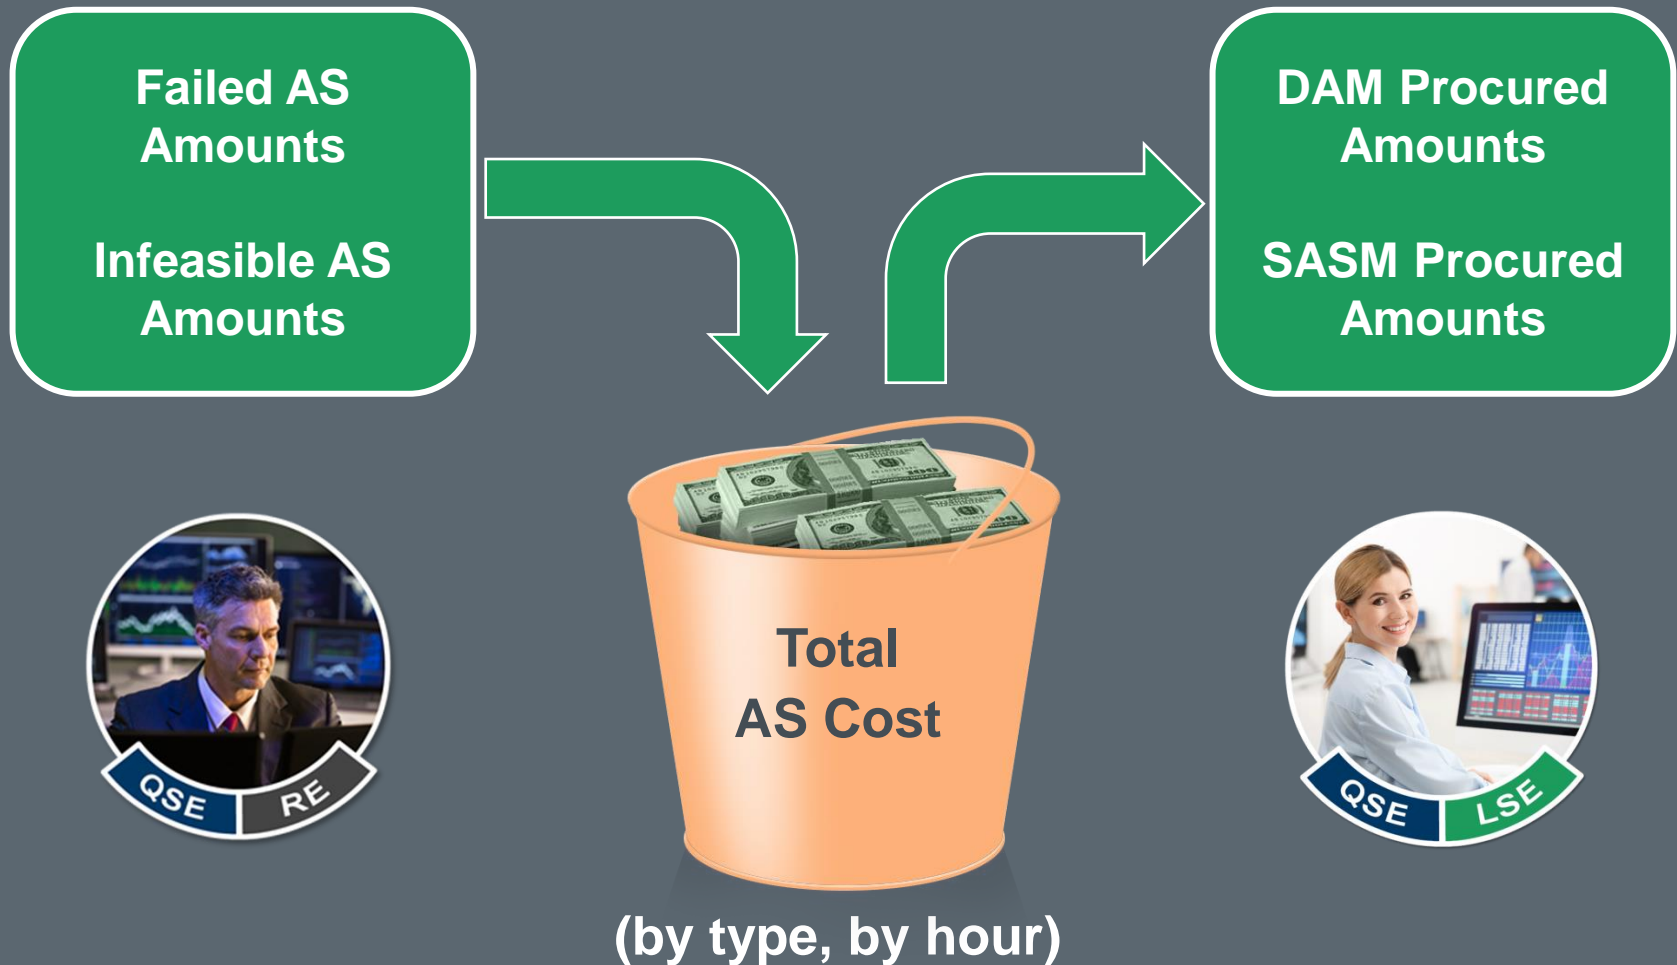 Failed AS
Amounts
Infeasible AS
Amounts
DAM Procured
Amounts
SASM Procured
Amounts
Total
AS Cost
QSE RE
QSE LSE
(by type, by hour)